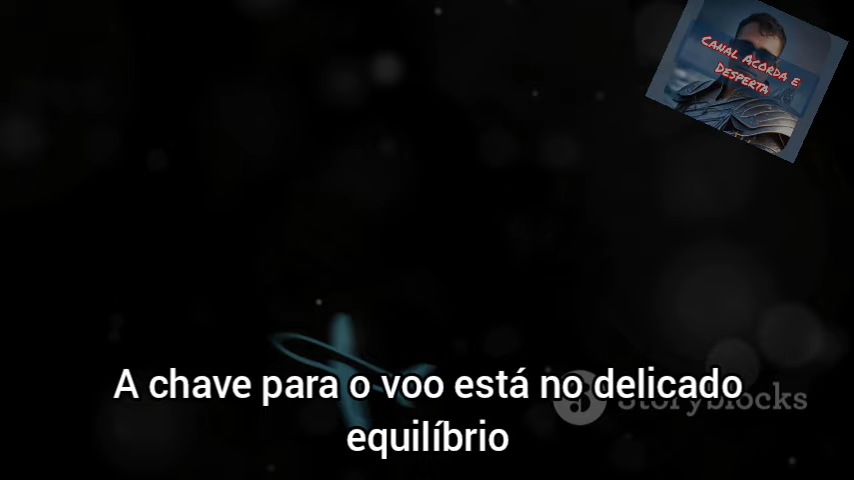 Canal Acorda e
Desperta
A chave para o voo está no delicado
equilíbrio
Storyblocks